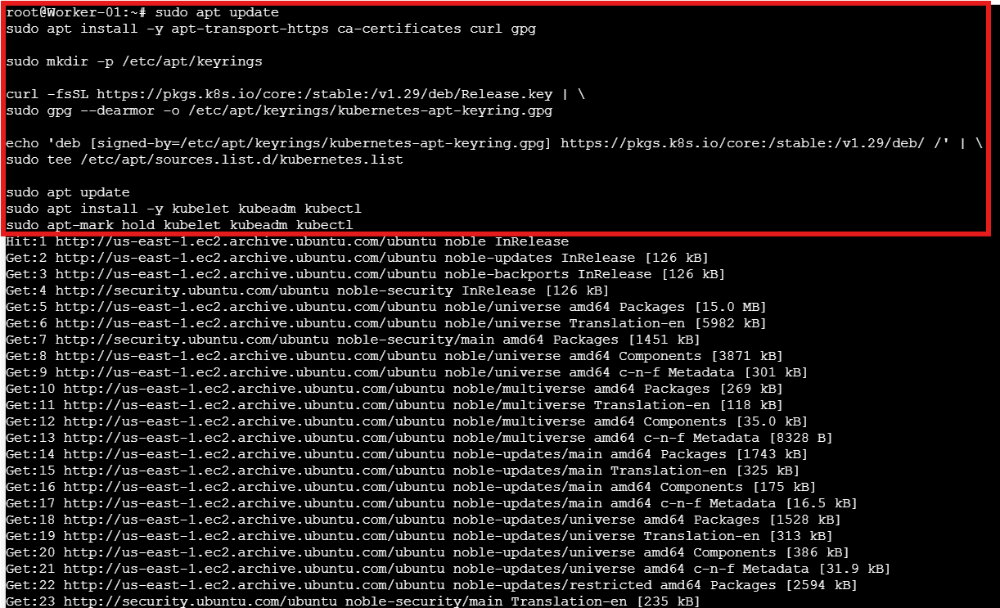 root@Worker-01:~# sudo apt update
sudo apt install -y apt-transport-https ca-certificates curl gpg
sudo mkdir -p /etc/apt/keyrings
curl -fsSL https://pkgs.k8s.io/core:/stable:/v1.29/deb/Release.key | \
sudo gpg --dearmor -o /etc/apt/keyrings/kubernetes-apt-keyring.gpg
echo 'deb [signed-by=/etc/apt/keyrings/kubernetes-apt-keyring.gpg] https://pkgs.k8s.io/core:/stable:/v1.29/deb/ /' | \
sudo tee /etc/apt/sources.list.d/kubernetes.list
sudo apt update
sudo apt install -y kubelet kubeadm kubectl
sudo apt-mark hold kubelet kubeadm kubectl
Hit:1 http://us-east-1.ec2.archive.ubuntu.com/ubuntu noble InRelease
Get:2 http://us-east-1.ec2.archive.ubuntu.com/ubuntu noble-updates InRelease [126 kB]
Get:3 http://us-east-1.ec2.archive.ubuntu.com/ubuntu noble-backports InRelease [126 kB]
Get:4 http://security.ubuntu.com/ubuntu noble-security InRelease [126 kB]
Get:5 http://us-east-1.ec2.archive.ubuntu.com/ubuntu noble/universe amd64 Packages [15.0 MB]
Get:6 http://us-east-1.ec2.archive.ubuntu.com/ubuntu noble/universe Translation-en [5982 kB]
Get:7 http://security.ubuntu.com/ubuntu noble-security/main amd64 Packages [1451 kB]
Get:8 http://us-east-1.ec2.archive.ubuntu.com/ubuntu noble/universe amd64 Components [3871 kB]
Get:9 http://us-east-1.ec2.archive.ubuntu.com/ubuntu noble/universe amd64 c-n-f Metadata [301 kB]
Get:10 http://us-east-1.ec2.archive.ubuntu.com/ubuntu noble/multiverse amd64 Packages [269 kB]
Get:11 http://us-east-1.ec2.archive.ubuntu.com/ubuntu noble/multiverse Translation-en [118 kB]
Get:12 http://us-east-1.ec2.archive.ubuntu.com/ubuntu noble/multiverse amd64 Components [35.0 kB]
Get:13 http://us-east-1.ec2.archive.ubuntu.com/ubuntu noble/multiverse amd64 c-n-f Metadata [8328 B]
Get:14 http://us-east-1.ec2.archive.ubuntu.com/ubuntu noble-updates/main amd64 Packages [1743 kB]
Get:15 http://us-east-1.ec2.archive.ubuntu.com/ubuntu noble-updates/main Translation-en [325 kB]
Get:16 http://us-east-1.ec2.archive.ubuntu.com/ubuntu noble-updates/main amd64 Components [175 kB]
Get:17 http://us-east-1.ec2.archive.ubuntu.com/ubuntu noble-updates/main amd64 c-n-f Metadata [16.5 kB]
Get:18 http://us-east-1.ec2.archive.ubuntu.com/ubuntu noble-updates/universe amd64 Packages [1528 kB]
Get:19 http://us-east-1.ec2.archive.ubuntu.com/ubuntu noble-updates/universe Translation-en [313 kB]
Get:20 http://us-east-1.ec2.archive.ubuntu.com/ubuntu noble-updates/universe amd64 Components [386 kB]
Get:21 http://us-east-1.ec2.archive.ubuntu.com/ubuntu noble-updates/universe amd64 c-n-f Metadata [31.9 kB]
Get:22 http://us-east-1.ec2.archive.ubuntu.com/ubuntu noble-updates/restricted amd64 Packages [2594 kB]
Get:23 http://security.ubuntu.com/ubuntu noble-security/main Translation-en [235 kB]